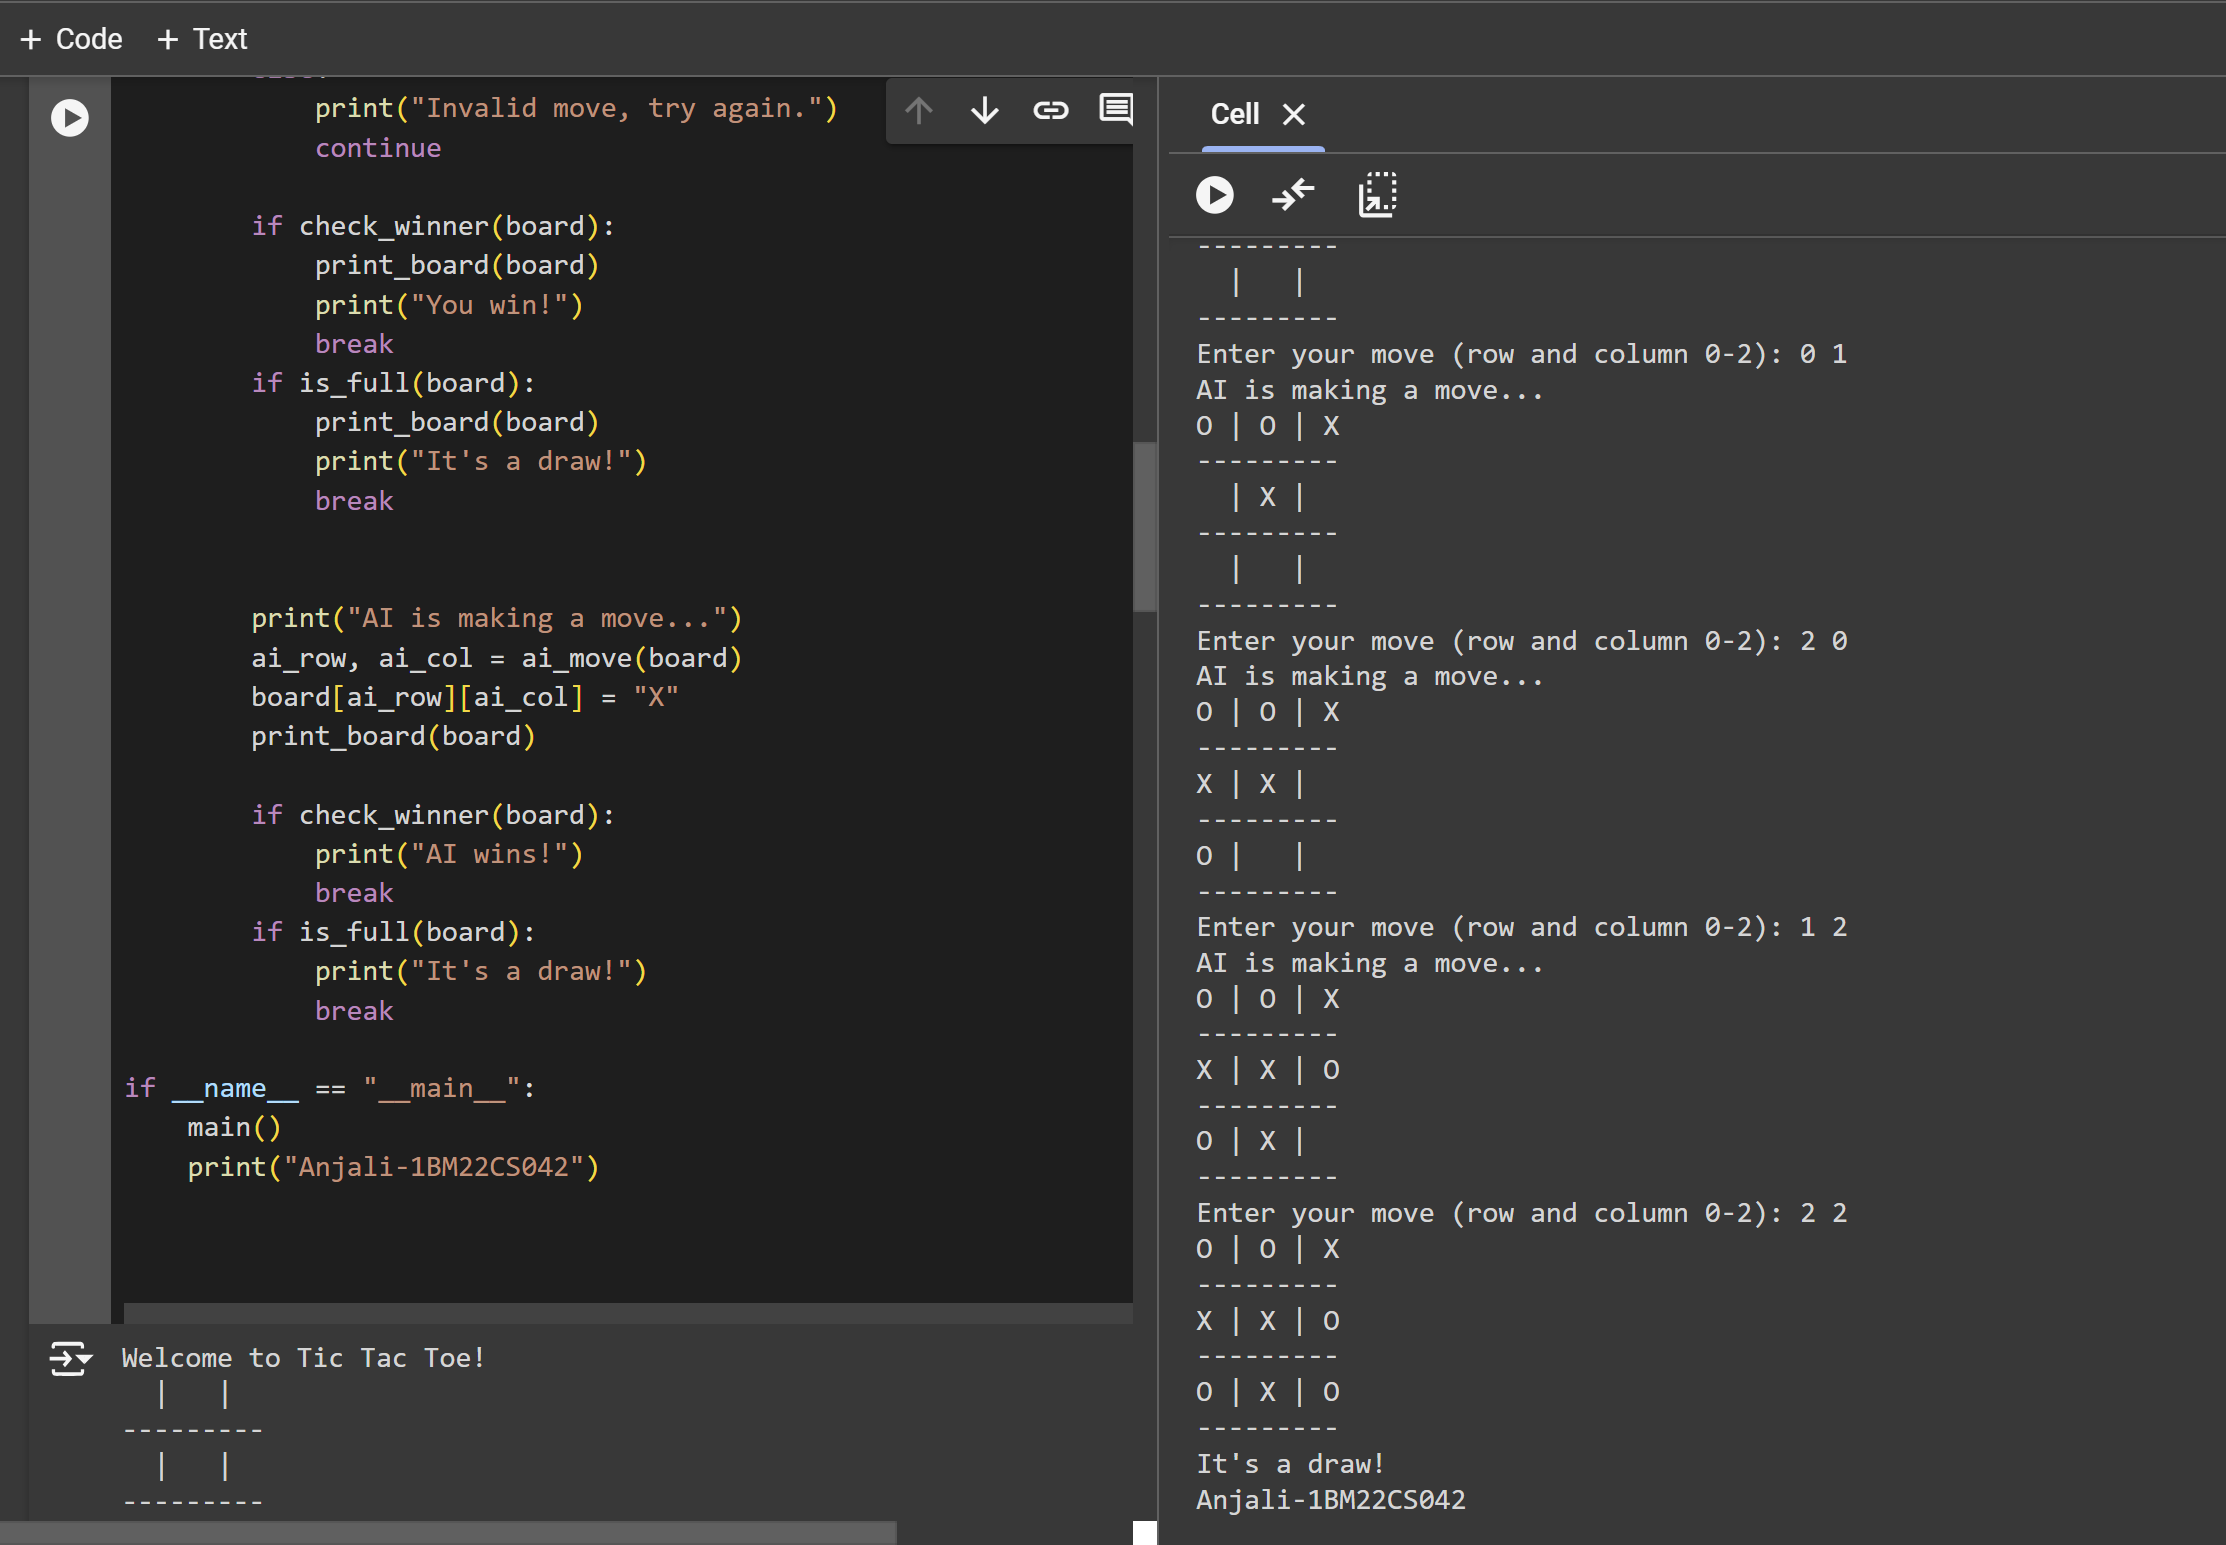 + Code + Text
print("Invalid move, try again.")
continue
if check_winner(board):
print_board(board)
print("You win!")
break
if is_full(board):
print_board(board)
print("It's a draw!")
break
print("AI is making a move...")
ai_row, ai_col = ai_move(board)
board[ai_row][ai_col] = "X"
print_board(board)
if check_winner(board):
print("AI wins!")
break
if is_full(board):
print("It's a draw!")
break
if __name__ == "__main__":
main()
print("Anjali-1BM22CS042")
Welcome to Tic Tac Toe!
|   |
---------
|   |
---------
Cell
---------
|   |
---------
Enter your move (row and column 0-2): 0 1
AI is making a move...
O | O | X
---------
| X |
---------
|   |
---------
Enter your move (row and column 0-2): 2 0
AI is making a move...
O | O | X
---------
X | X |
---------
O |   |
---------
Enter your move (row and column 0-2): 1 2
AI is making a move...
O | O | X
---------
X | X | O
---------
O | X |
---------
Enter your move (row and column 0-2): 2 2
O | O | X
---------
X | X | O
---------
O | X | O
---------
It's a draw!
Anjali-1BM22CS042